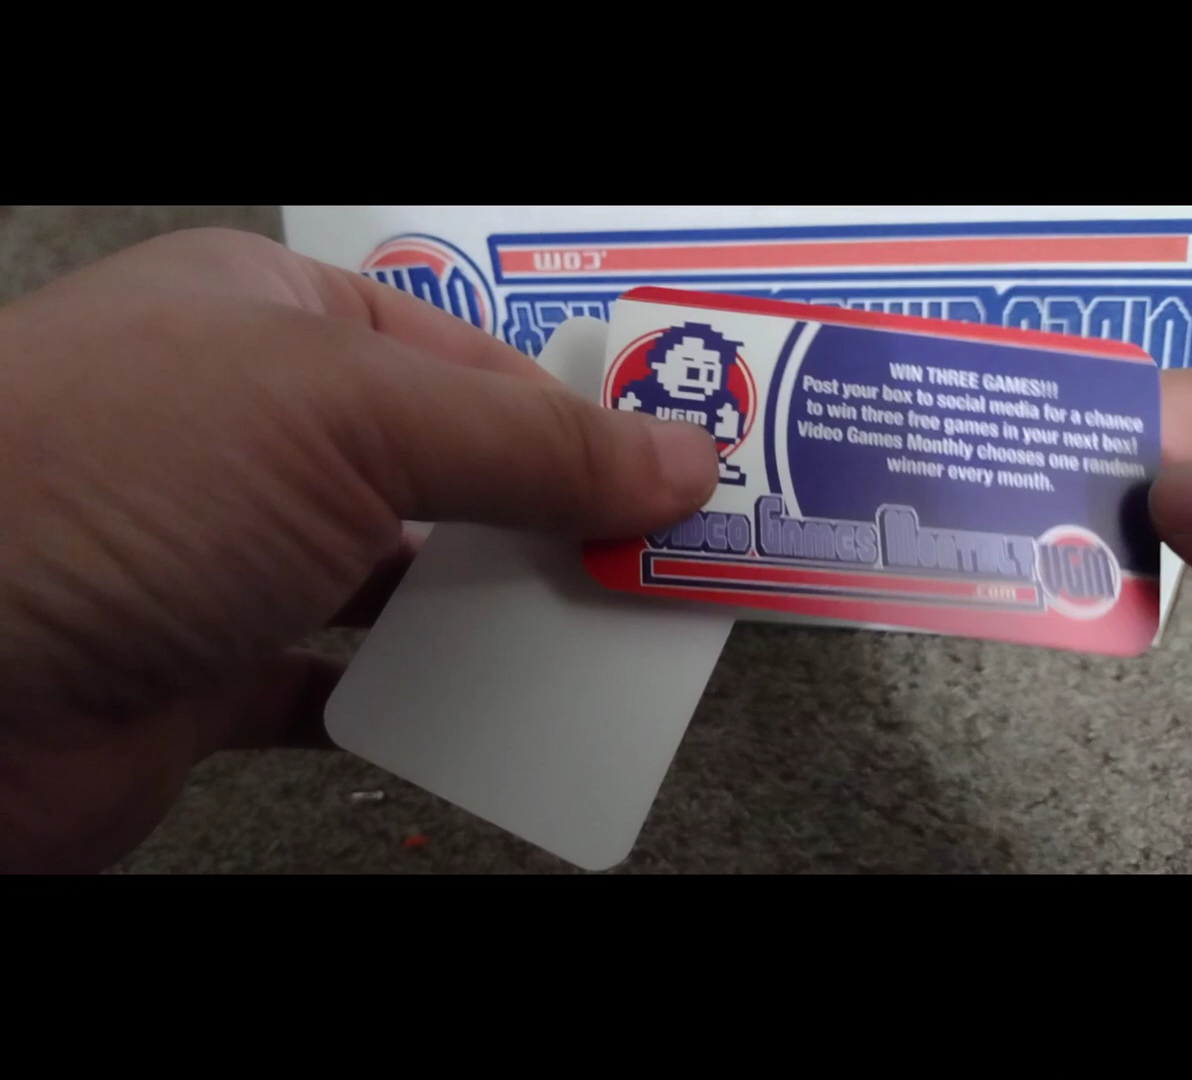 WIN THREE GAMES!!!
Post your box to social media for a chance
to win three free games in your next box!
Video Games Monthly chooses one random
winner every month.
VGM
VIDEO GAMES MONTHLY
VGM
.com
.COM